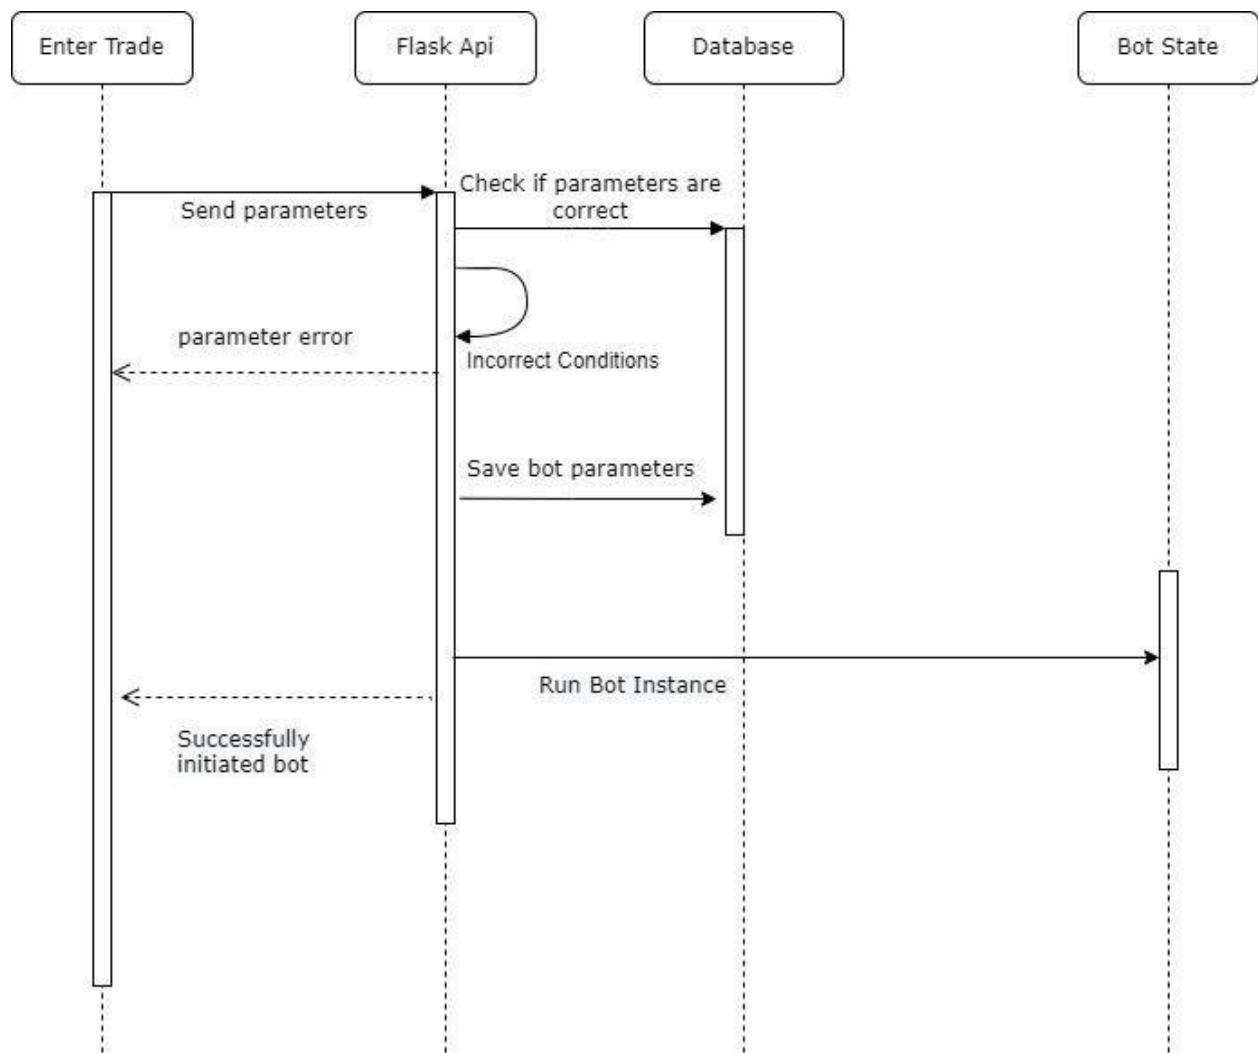 Enter Trade
Flask Api
Database
Bot State
Send parameters
Check if parameters are
correct
parameter error
Incorrect Conditions
Save bot parameters
Run Bot Instance
Successfully
initiated bot